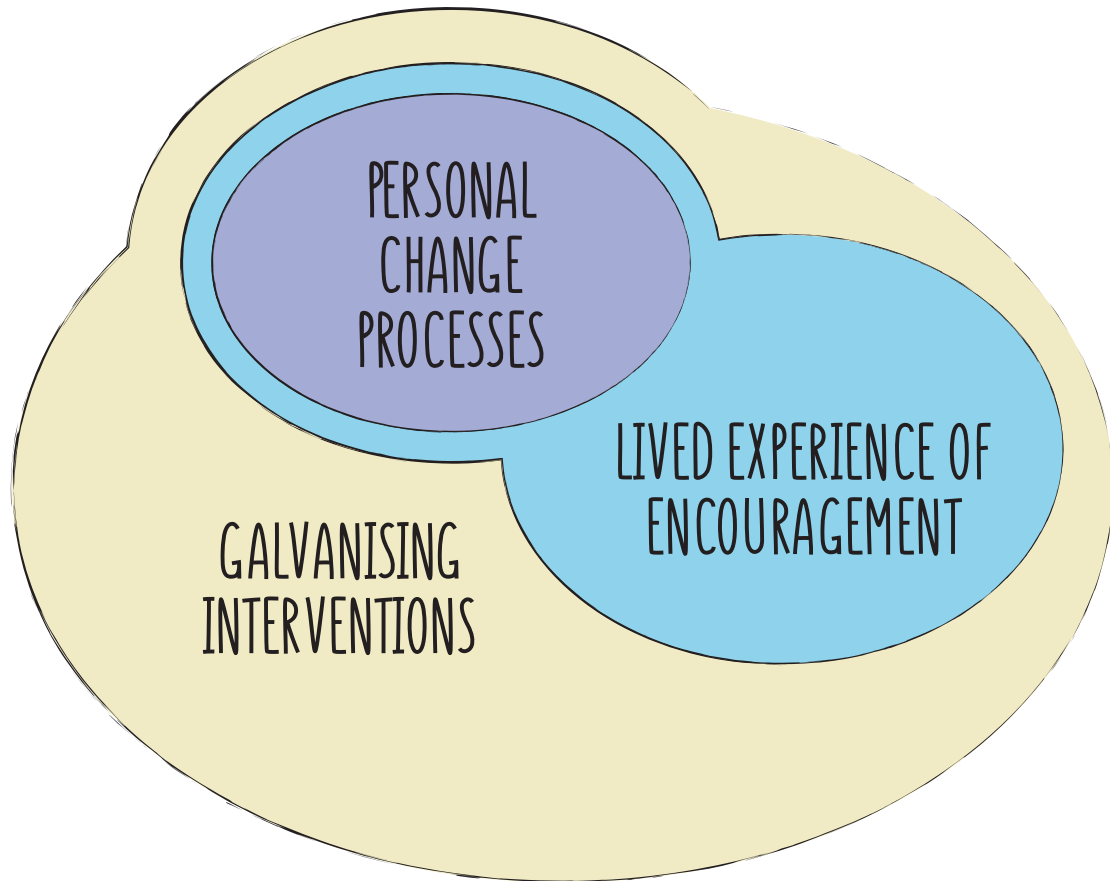 PERSONAL
CHANGE
PROCESSES
LIVED EXPERIENCE OF
ENCOURAGEMENT
GALVANISING
INTERVENTIONS